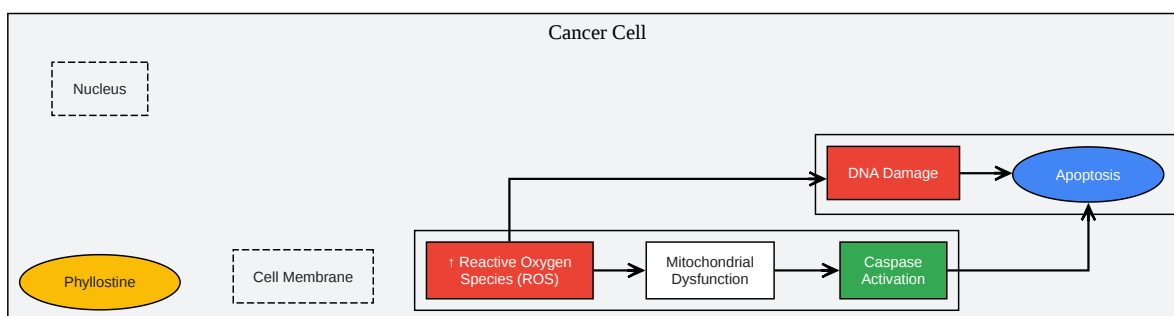 Cancer Cell
Nucleus
DNA Damage
Apoptosis
↑ Reactive Oxygen
Species (ROS)
Mitochondrial
Dysfunction
Caspase
Activation
Cell Membrane
Phyllostine